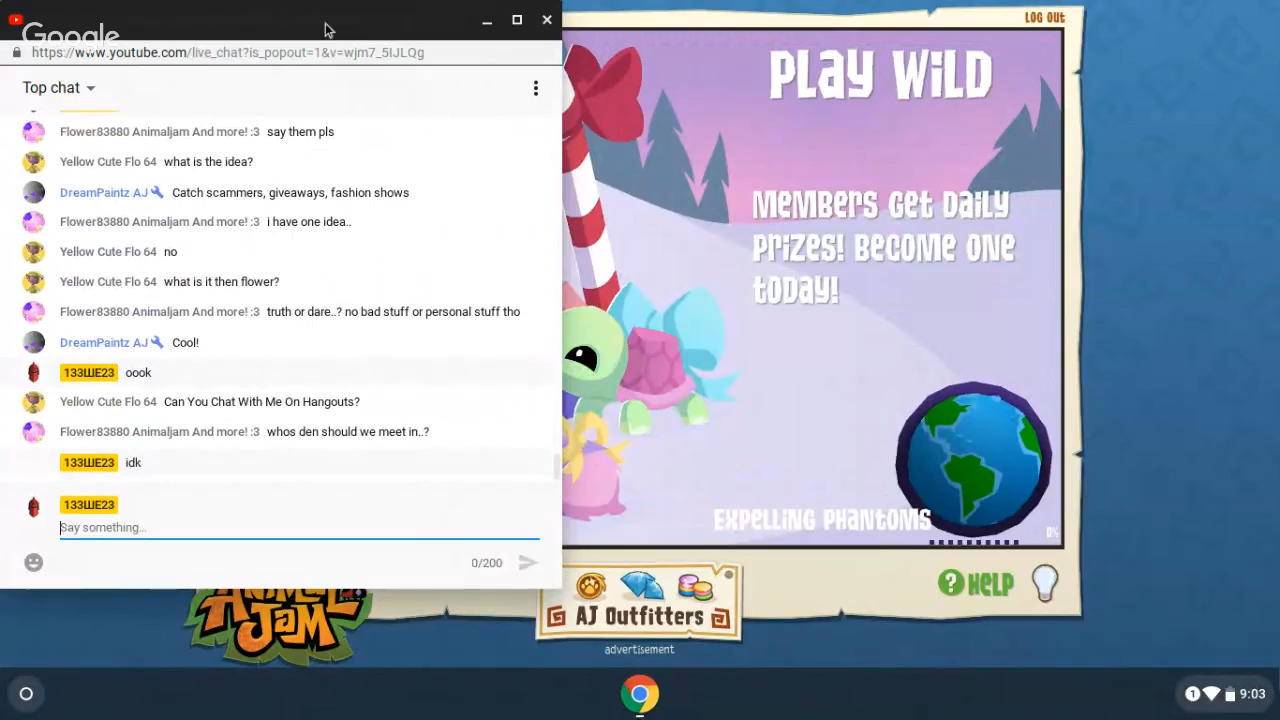 Google
https://www.youtube.com/live_chat?is_popout=1&v=wjm7_5IJLQg
Top chat
Flower83880 Animaljam And more! :3 say them pls
Yellow Cute Flo 64 what is the idea?
DreamPaintz AJ Catch scammers, giveaways, fashion shows
Flower83880 Animaljam And more! :3 i have one idea..
Yellow Cute Flo 64 no
Yellow Cute Flo 64 what is it then flower?
Flower83880 Animaljam And more! :3 truth or dare..? no bad stuff or personal stuff tho
DreamPaintz AJ Cool!
133ШЕ23 oook
Yellow Cute Flo 64 Can You Chat With Me On Hangouts?
Flower83880 Animaljam And more! :3 whos den should we meet in..?
133ШЕ23 idk
133ШЕ23
Say something...
0/200
LOG OUT
PLAY WILD
MEMBERS GET DAILY
PRIZES! BECOME ONE
TODAY!
EXPELLING PHANTOMS
0%
HELP
ANIMAL
JAM
AJ Outfitters
advertisement
1
9:03